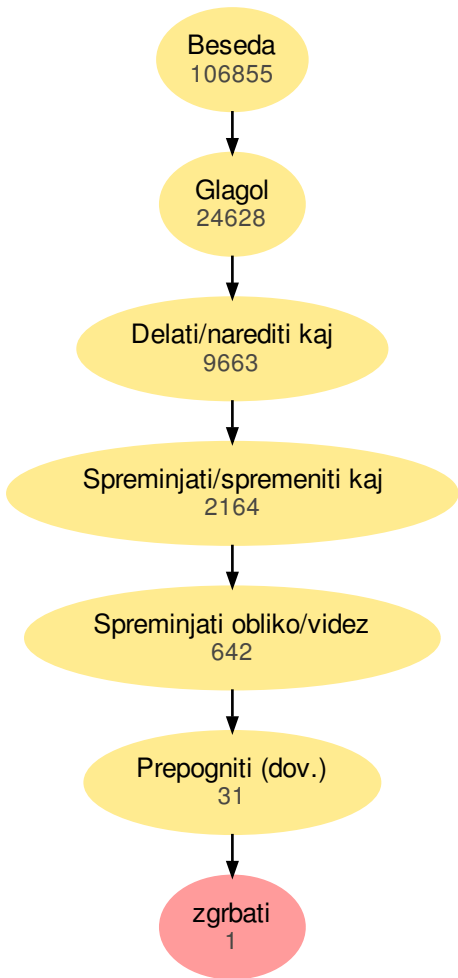 Beseda
106855
Glagol
24628
Delati/narediti kaj
9663
Spreminjati/spremeniti kaj
2164
Spreminjati obliko/videz
642
Prepogniti (dov.)
31
zgrbati
1